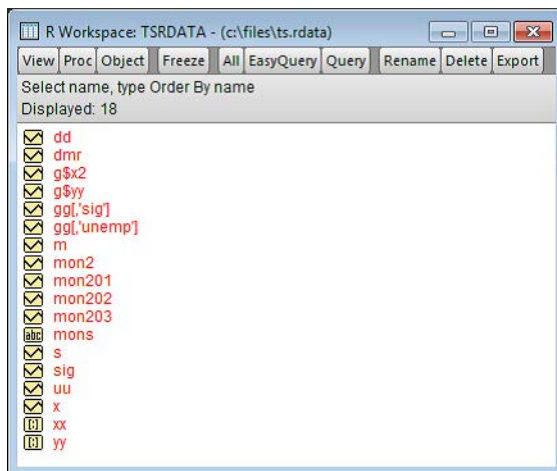 R Workspace: TSRDATA - (c:\files\ts.rdata)
View Proc Object Freeze All EasyQuery Query Rename Delete Export
Select name, type Order By name
Displayed: 18
dd
dmr
g$x2
g$yy
gg[,'sig']
gg[,'unemp']
m
mon2
mon201
mon202
mon203
abc mons
s
sig
uu
x
[:] xx
[:] yy